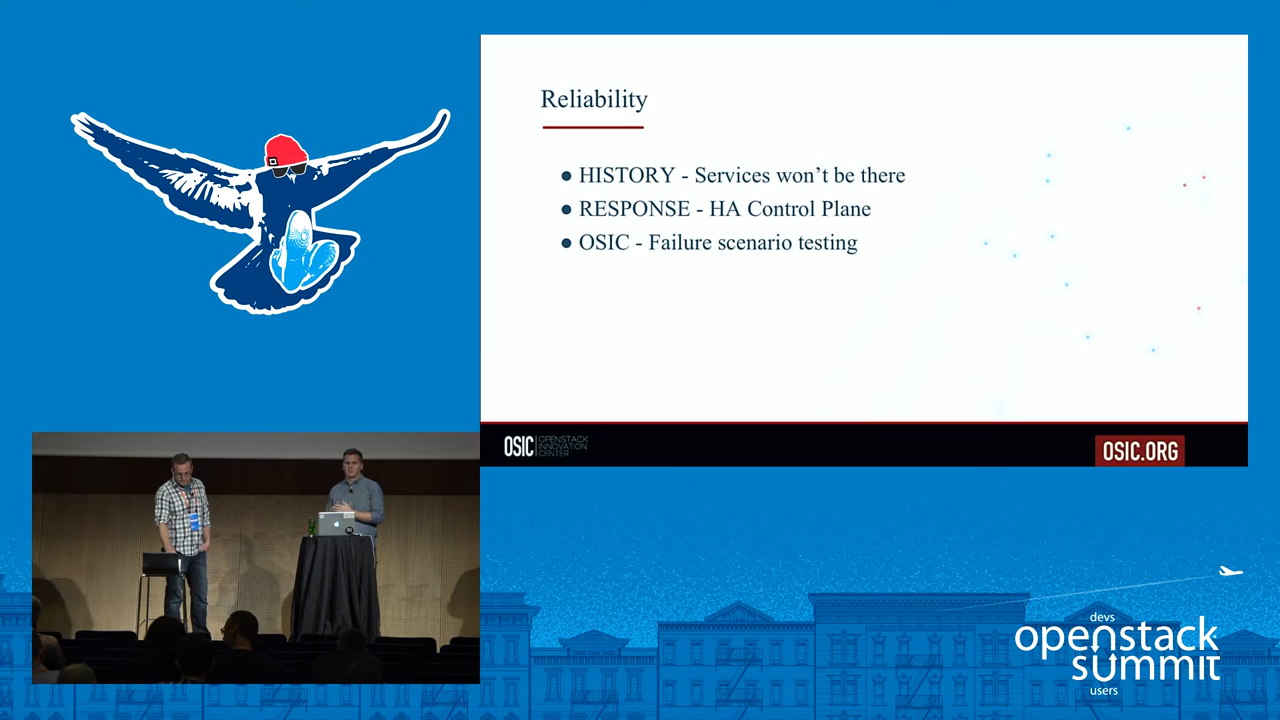 Reliability
● HISTORY - Services won’t be there
● RESPONSE - HA Control Plane
● OSIC - Failure scenario testing
OSIC
OPENSTACK
INNOVATION
CENTER
OSIC.ORG
devs
openstack
summit
users